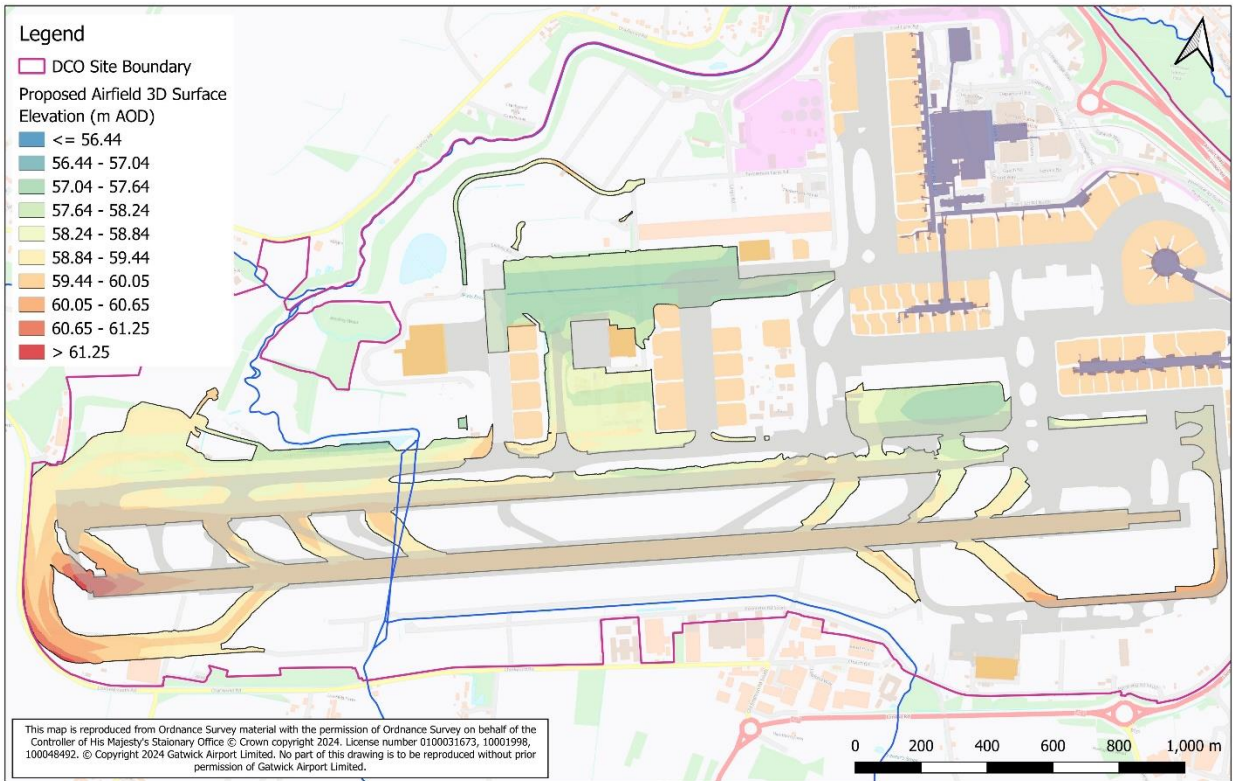 Legend
DCO Site Boundary
Proposed Airfield 3D Surface
Elevation (m AOD)
<= 56.44
56.44 - 57.04
57.04 - 57.64
57.64 - 58.24
58.24 - 58.84
58.84 - 59.44
59.44 - 60.05
60.05 - 60.65
60.65 - 61.25
> 61.25
This map is reproduced from Ordnance Survey material with the permission of Ordnance Survey on behalf of the
Controller of His Majesty's Staionary Office © Crown copyright 2024. License number 0100031673, 10001998,
100048492. © Copyright 2024 Gatwick Airport Limited. No part of this drawing is to be reproduced without prior
permission of Gatwick Airport Limited.
0 200 400 600 800 1,000 m